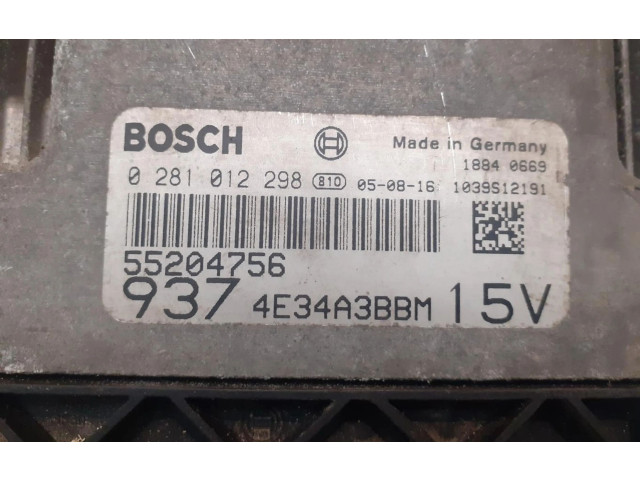 BOSCH Made in Germany
1884 0669
0 281 012 298 810 05-08-16 1039S12191
55204756
937 4E34A3BBM 15V